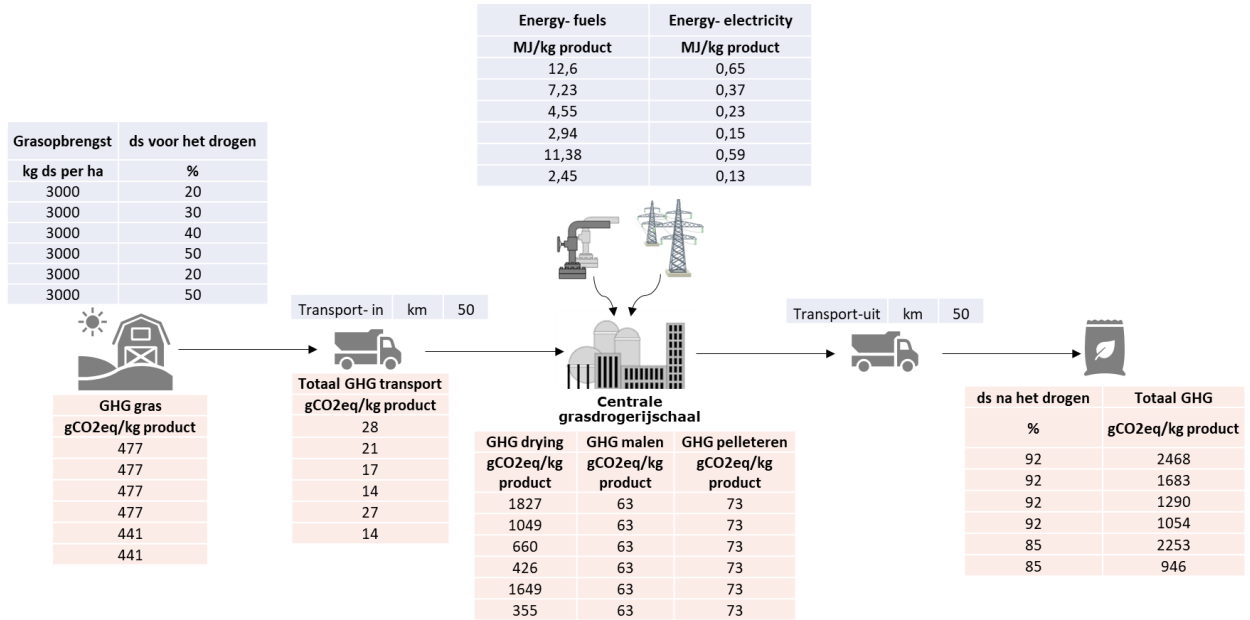 Energy- fuels Energy- electricity
MJ/kg product MJ/kg product
12,6 0,65
7,23 0,37
4,55 0,23
2,94 0,15
11,38 0,59
2,45 0,13
Grasopbrengst ds voor het drogen
kg ds per ha %
3000 20
3000 30
3000 40
3000 50
3000 20
3000 50
Transport- in km 50
Transport-uit km 50
GHG gras
gCO2eq/kg product
477
477
477
477
441
441
Totaal GHG transport
gCO2eq/kg product
28
21
17
14
27
14
Centrale
grasdrogerijschaal
GHG drying GHG malen GHG pelleteren
gCO2eq/kg gCO2eq/kg gCO2eq/kg
product product product
1827 63 73
1049 63 73
660 63 73
426 63 73
1649 63 73
355 63 73
ds na het drogen Totaal GHG
% gCO2eq/kg product
92 2468
92 1683
92 1290
92 1054
85 2253
85 946